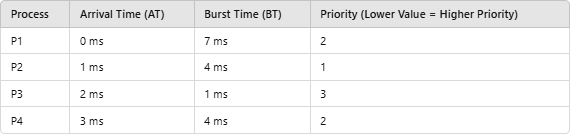 Process Arrival Time (AT) Burst Time (BT) Priority (Lower Value = Higher Priority)
P1 0 ms 7 ms 2
P2 1 ms 4 ms 1
P3 2 ms 1 ms 3
P4 3 ms 4 ms 2